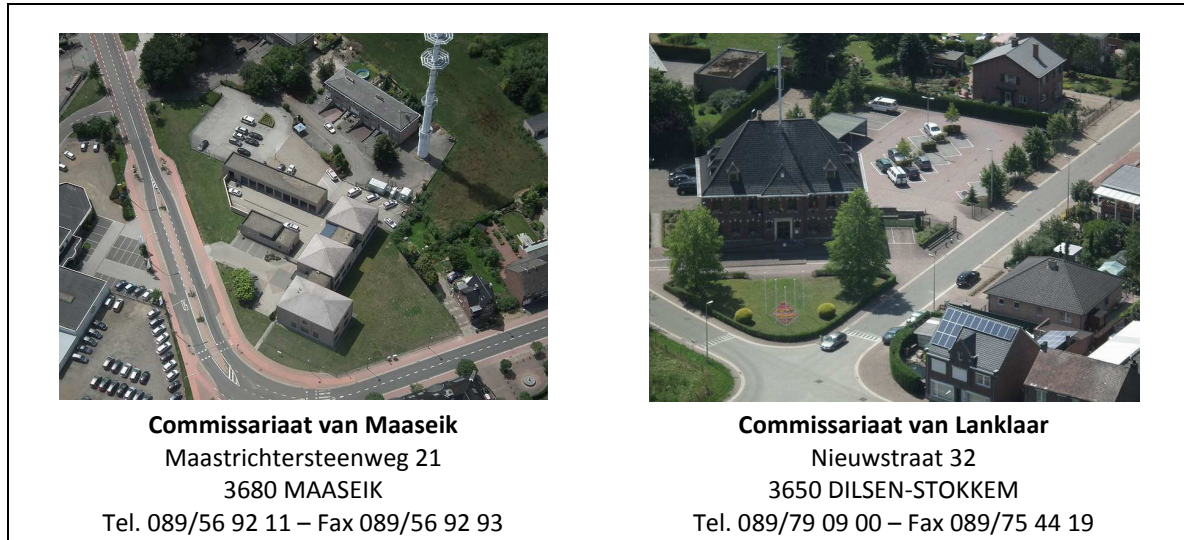 Commissariaat van Maaseik
Maastrichtersteenweg 21
3680 MAASEIK
Tel. 089/56 92 11 – Fax 089/56 92 93
Commissariaat van Lanklaar
Nieuwstraat 32
3650 DILSEN-STOKKEM
Tel. 089/79 09 00 – Fax 089/75 44 19